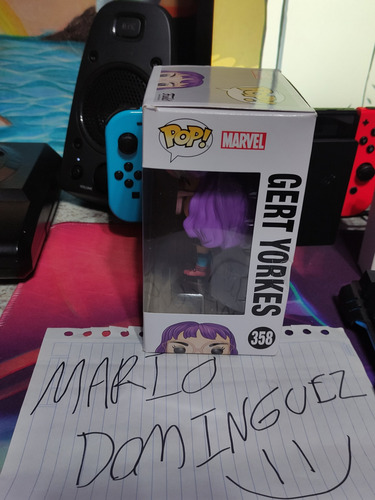 POP!
MARVEL
GERT YORKES
358
MARIO
DOMINGUEZ